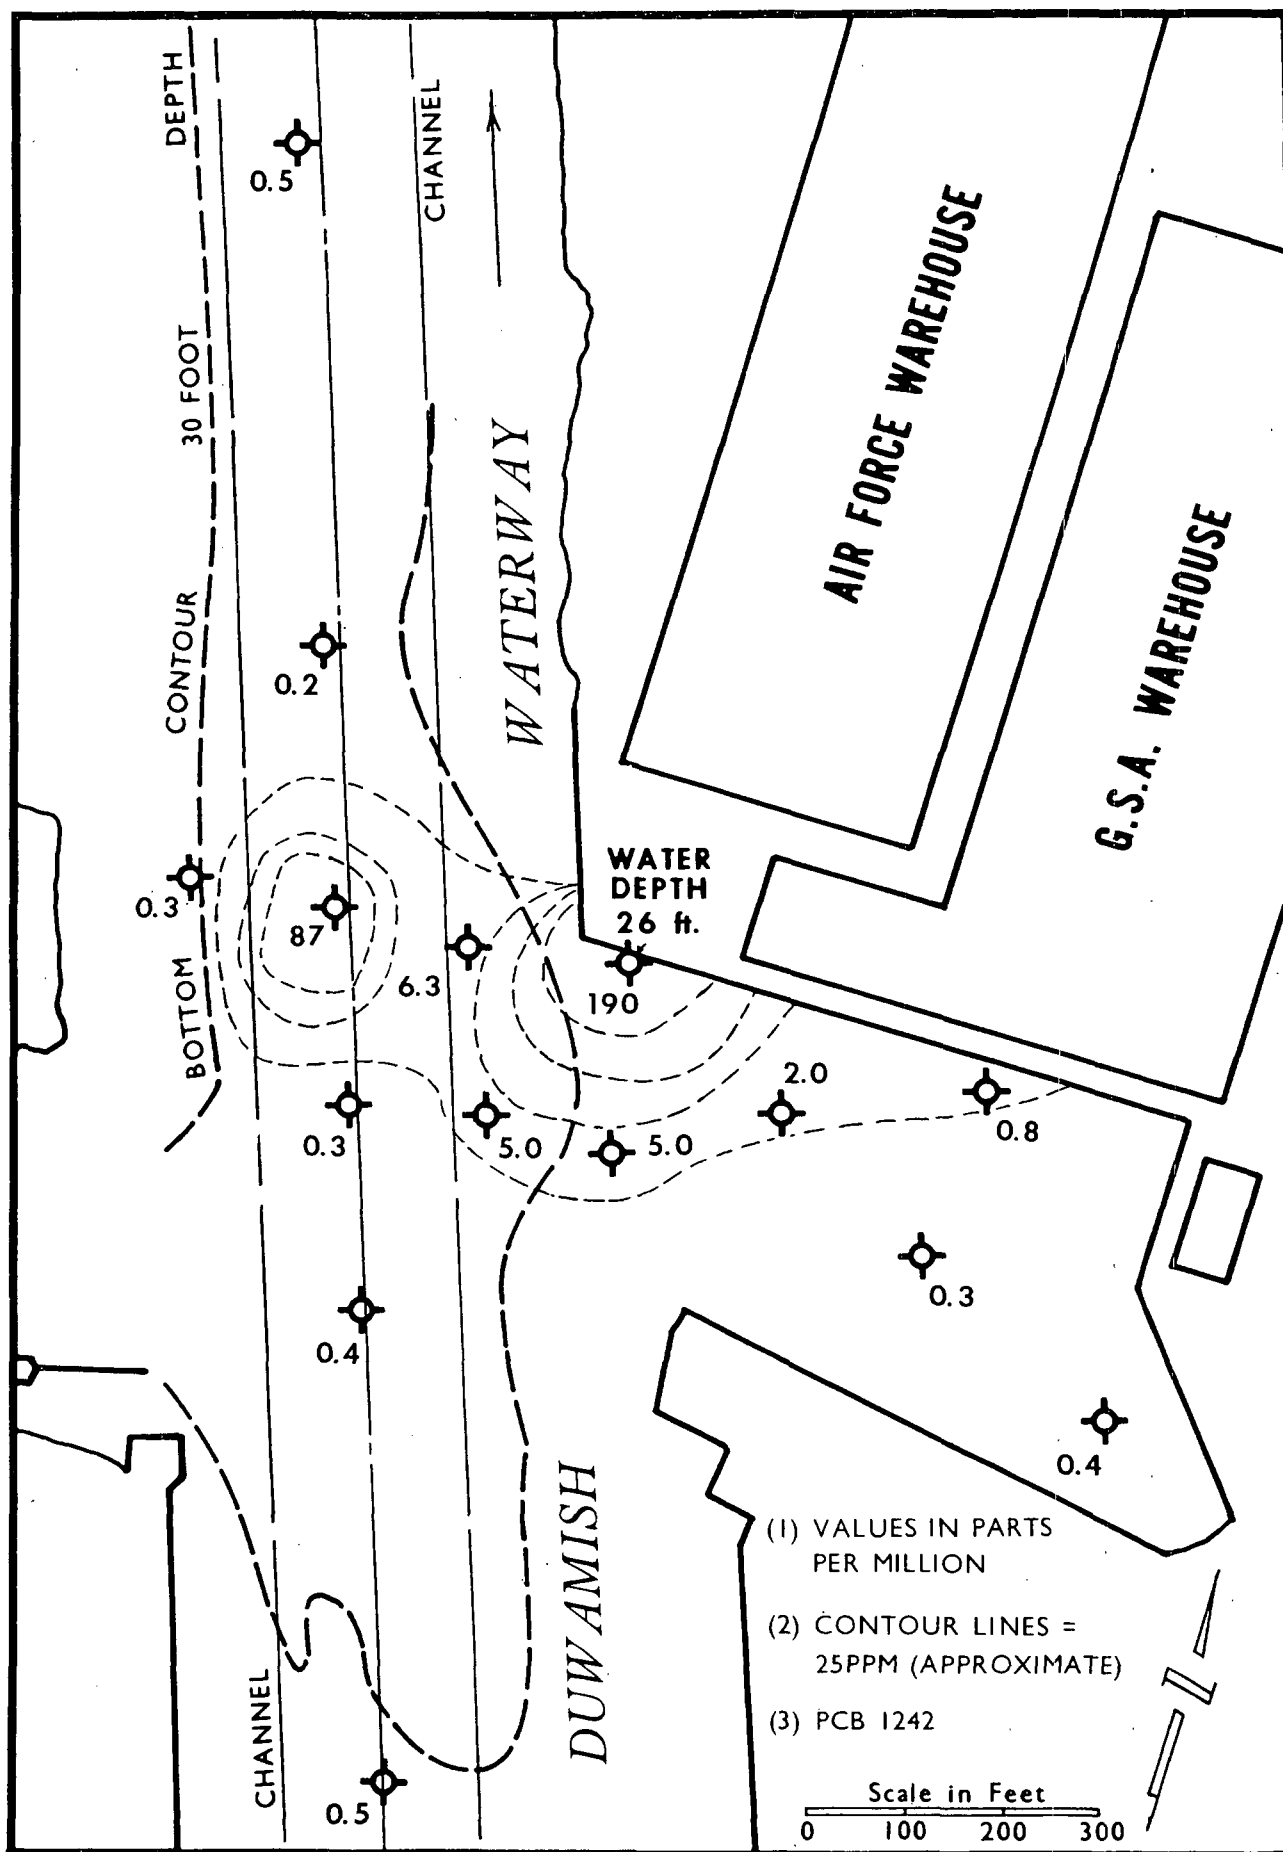 DEPTH
30 FOOT
CONTOUR
BOTTOM
CHANNEL
0.5
WATERWAY
AIR FORCE WAREHOUSE
G.S.A. WAREHOUSE
0.2
WATER
DEPTH
26 ft.
0.3
87
6.3
190
2.0
0.3
5.0
5.0
0.8
0.3
0.4
0.4
DUWAMISH
CHANNEL
0.5
(1) VALUES IN PARTS
PER MILLION
(2) CONTOUR LINES =
25PPM (APPROXIMATE)
(3) PCB 1242
Scale in Feet
0 100 200 300